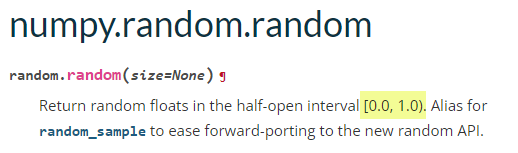 numpy.random.random
random.random(size=None) ¶
Return random floats in the half-open interval [0.0, 1.0). Alias for
random_sample to ease forward-porting to the new random API.